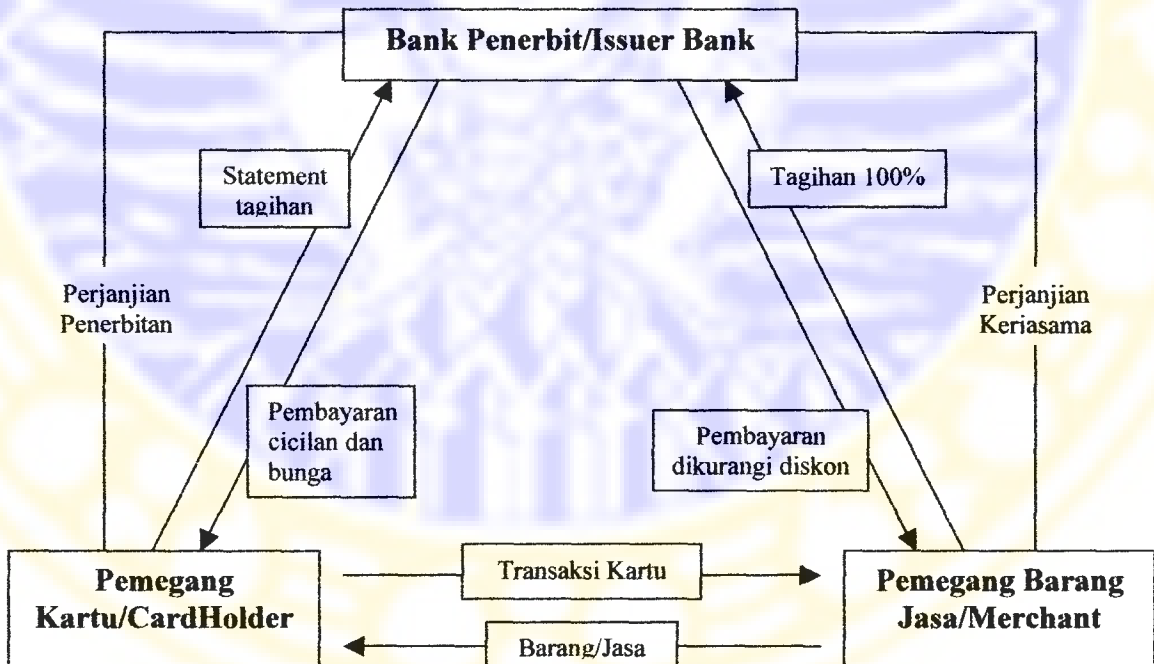 Bank Penerbit/Issuer Bank
Statement
tagihan
Tagihan 100%
Perjanjian
Penerbitan
Perjanjian
Keriasama
Pembayaran
cicilan dan
bunga
Pembayaran
dikurangi diskon
Pemegang
Kartu/CardHolder
Transaksi Kartu
Pemegang Barang
Jasa/Merchant
Barang/Jasa